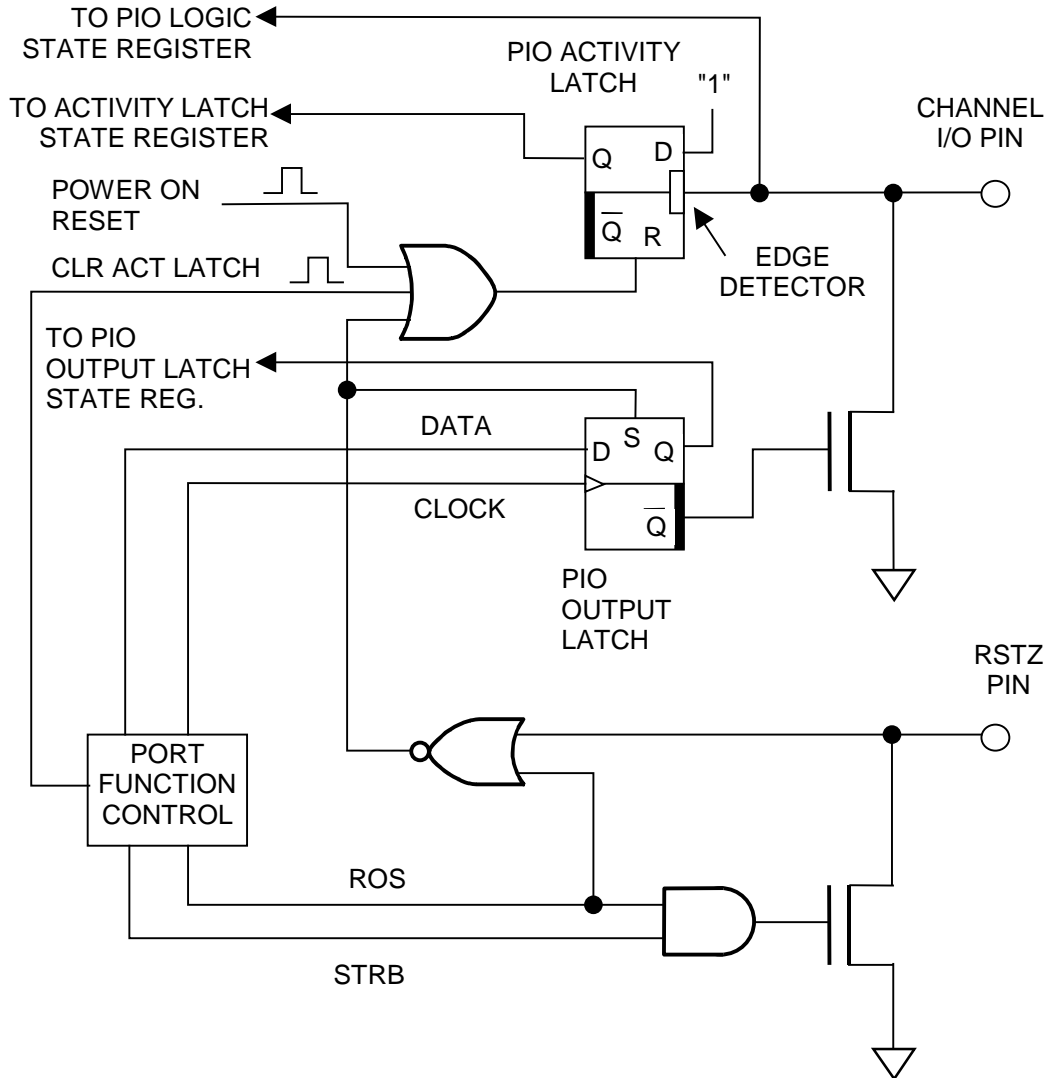 TO PIO LOGIC
STATE REGISTER
PIO ACTIVITY
LATCH
"1"
TO ACTIVITY LATCH
STATE REGISTER
CHANNEL
I/O PIN
Q
D
POWER ON
RESET
Q
R
CLR ACT LATCH
EDGE
DETECTOR
TO PIO
OUTPUT LATCH
STATE REG.
DATA
S
D
Q
CLOCK
Q
PIO
OUTPUT
LATCH
RSTZ
PIN
PORT
FUNCTION
CONTROL
ROS
STRB